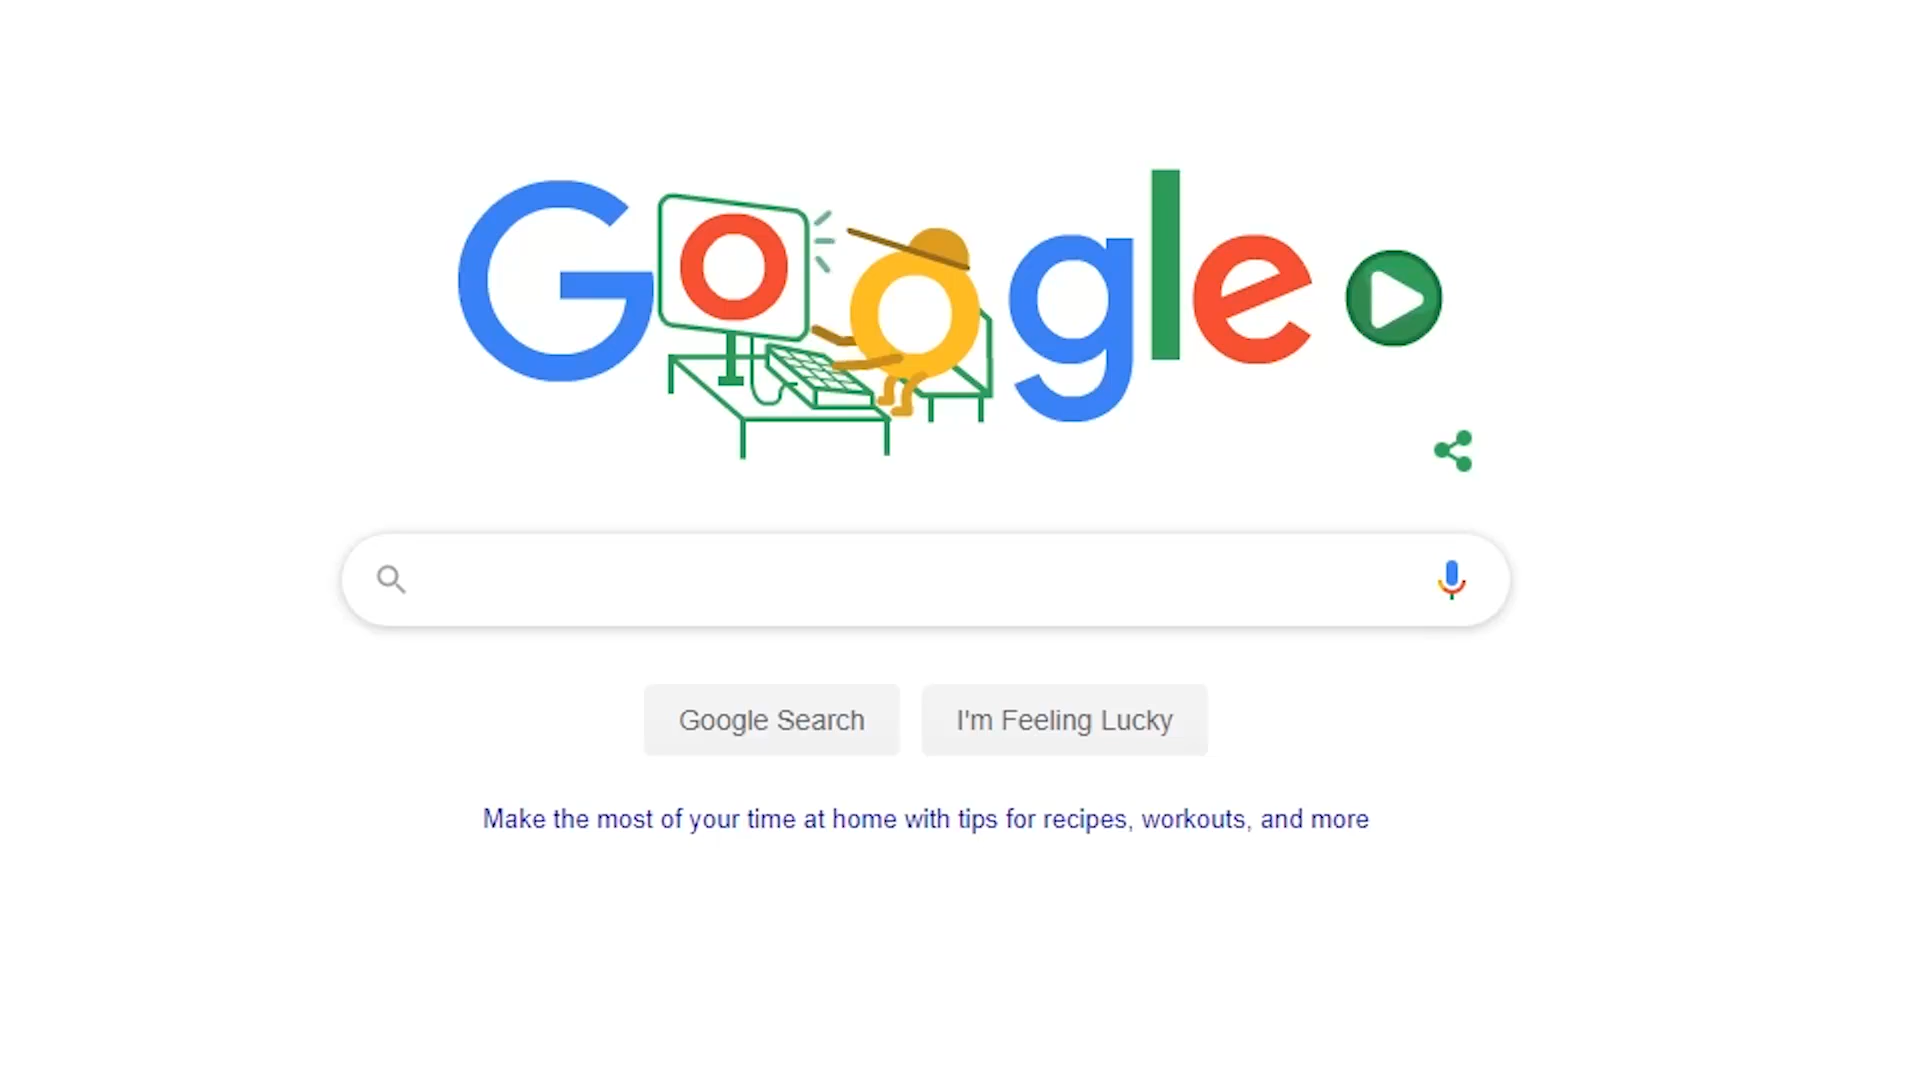 Google
Google Search
I'm Feeling Lucky
Make the most of your time at home with tips for recipes, workouts, and more